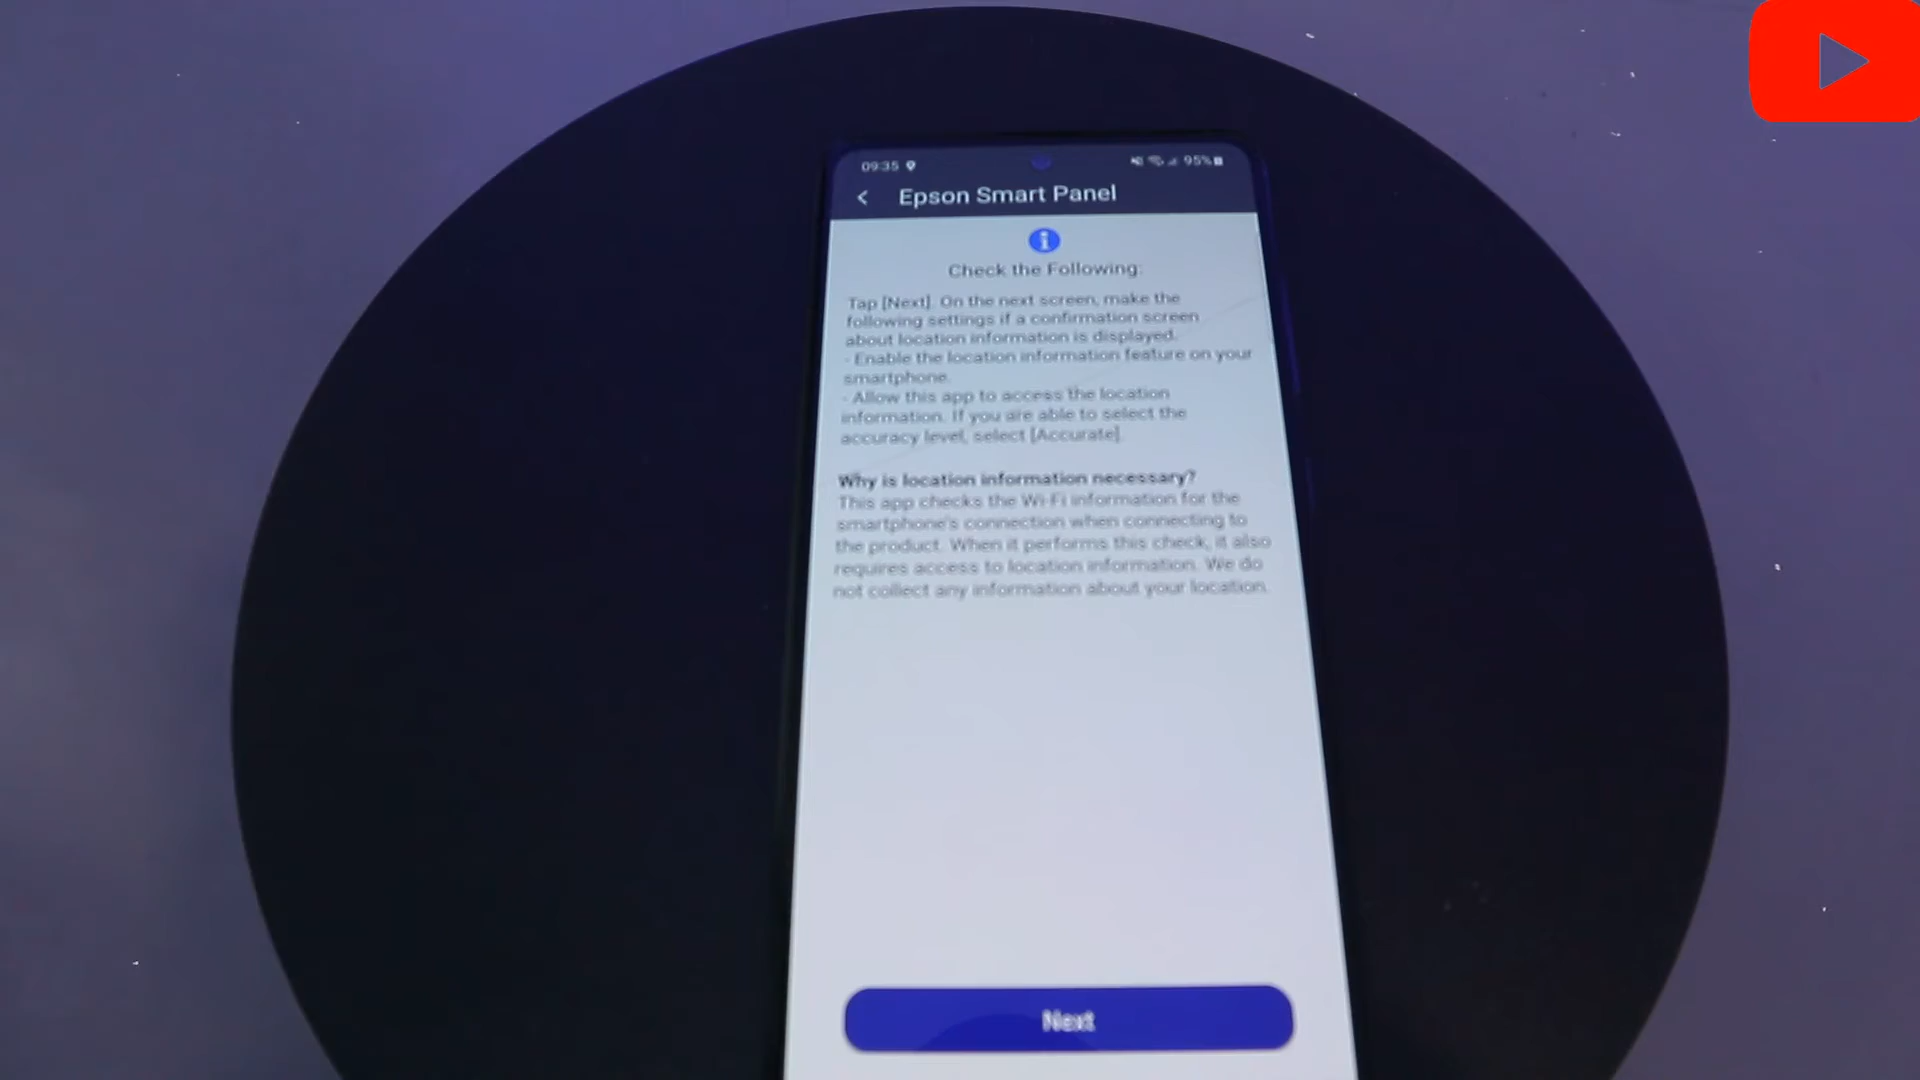 09:35 95%
Epson Smart Panel
Check the Following:
Tap [Next]. On the next screen, make the
following settings if a confirmation screen
about location information is displayed.
- Enable the location information feature on your
smartphone.
- Allow this app to access the location
information. If you are able to select the
accuracy level, select [Accurate].
Why is location information necessary?
This app checks the Wi-Fi information for the
smartphone's connection when connecting to
the product. When it performs this check, it also
requires access to location information. We do
not collect any information about your location.
Next